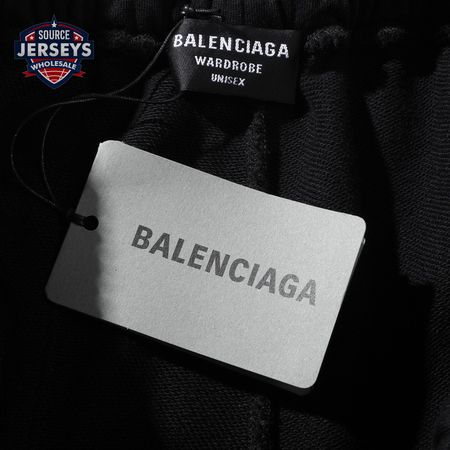 SOURCE
JERSEYS
WHOLESALE
BALENCIAGA
WARDROBE
UNISEX
BALENCIAGA